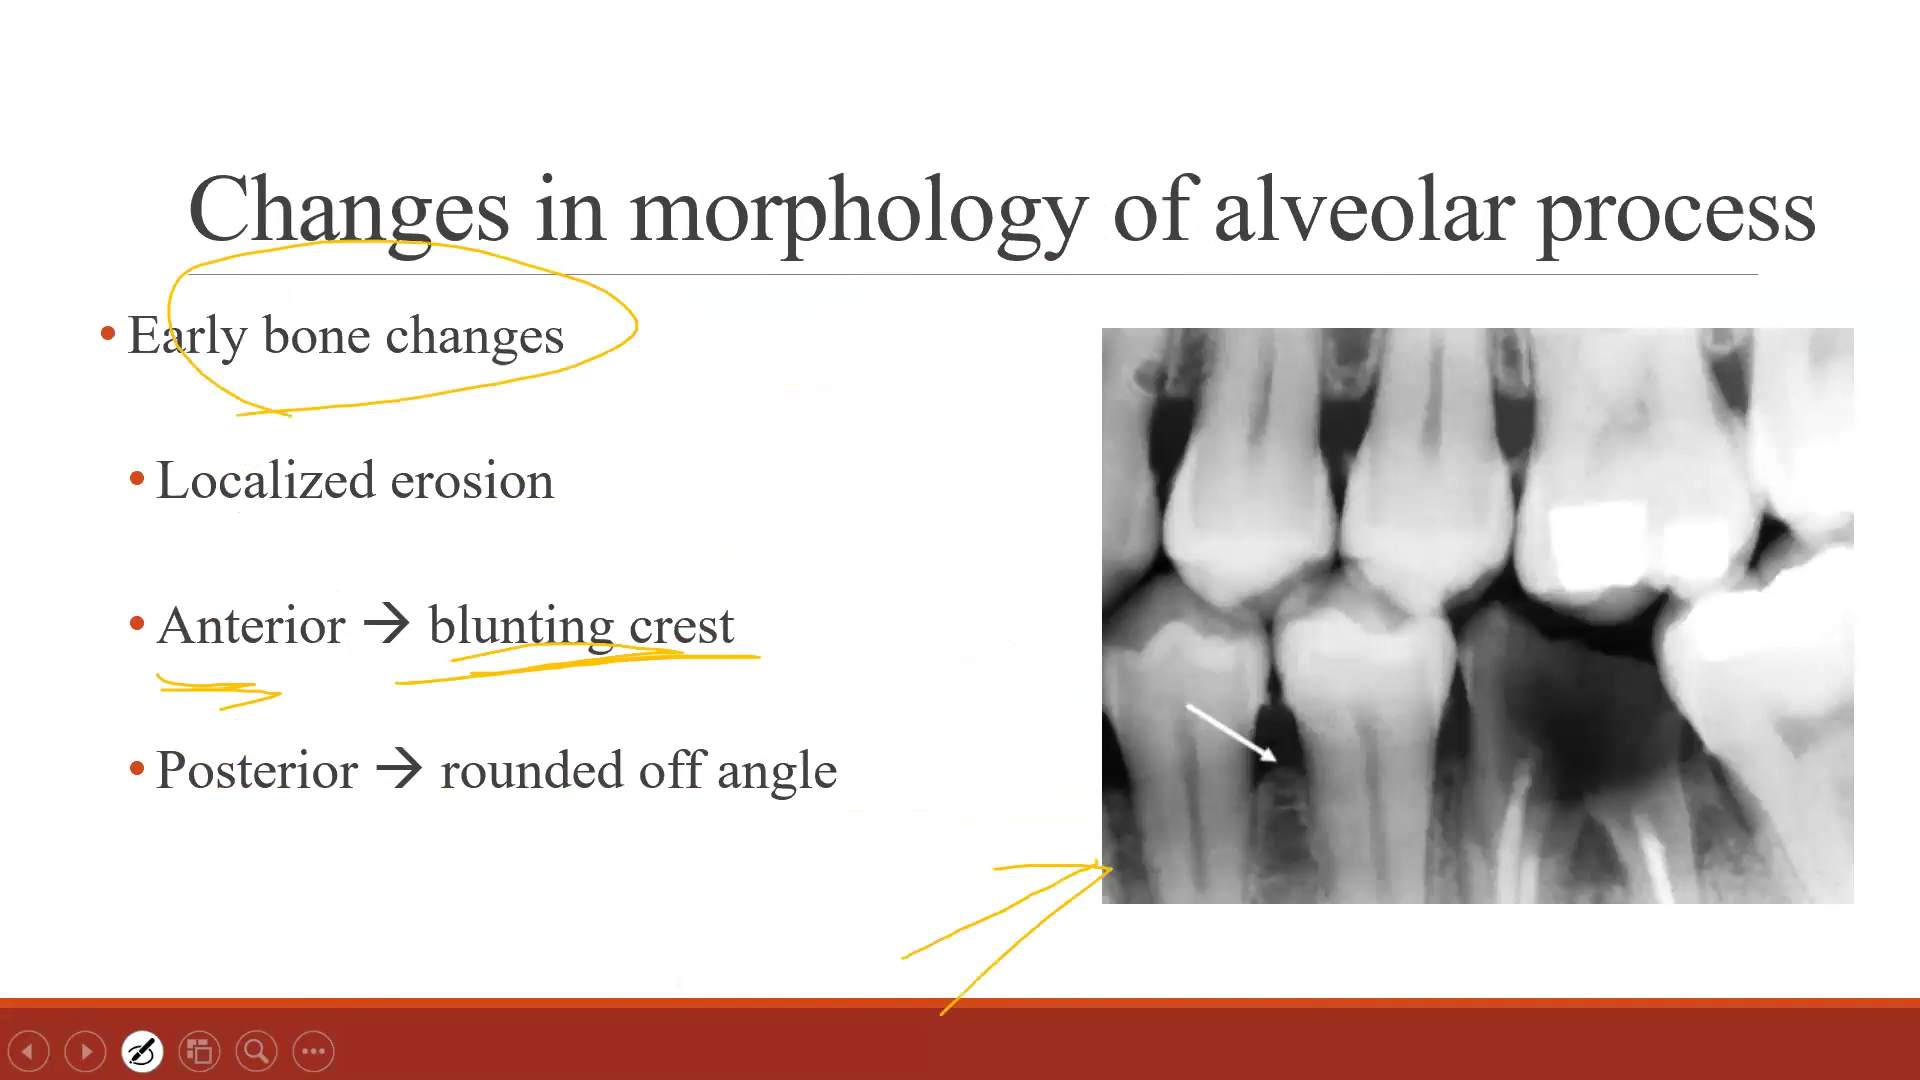 Changes in morphology of alveolar process
• Early bone changes
• Localized erosion
• Anterior → blunting crest
• Posterior → rounded off angle